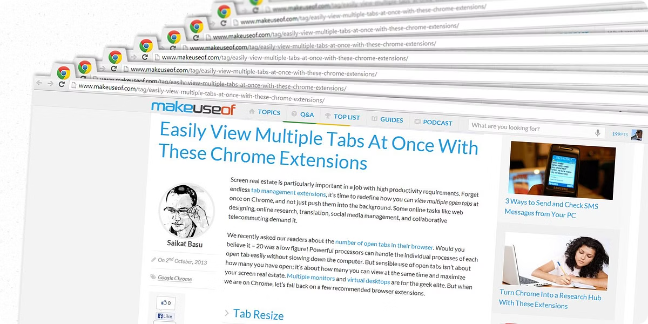 www.makeuseof.com/tag/easily-view-multiple-tabs-at-once-with-these-chrome-extensions/
www.makeuseof.com/tag/easily-view-multiple-tabs-at-once-with-these-chrome-extensions/
www.makeuseof.com/tag/easily-view-multiple-tabs-at-once-with-these-chrome-extensions/
www.makeuseof.com/tag/easily-view-multiple-tabs-at-once-with-these-chrome-extensions/
www.makeuseof.com/tag/easily-view-multiple-tabs-at-once-with-these-chrome-extensions/
www.makeuseof.com/tag/easily-view-multiple-tabs-at-once-with-these-chrome-extensions/
www.makeuseof.com/tag/easily-view-multiple-tabs-at-once-with-these-chrome-extensions/
makeuseof TOPICS Q&A TOP LIST GUIDES PODCAST What are you looking for?
Easily View Multiple Tabs At Once With
These Chrome Extensions
Saikat Basu
On 2nd October, 2013
Google Chrome
0
Like
Screen real estate is particularly important in a job with high productivity requirements. Forget
endless tab management extensions, it's time to redefine how you can view multiple open tabs at
once on Chrome, and not just push them into the background. Some online tasks like web
designing, online research, translation, social media management, and collaborative
telecommuting demand it.
We recently asked our readers about the number of open tabs in their browser. Would you
believe it – 20 was a low figure! Powerful processors can handle the individual processes of each
open tab easily without slowing down the computer. But sensible use of open tabs isn't about
how many you have open; it's about how many you can view at the same time and maximize
your screen real estate. Multiple monitors and virtual desktops are for the geek elite. But when
we are on Chrome, let's fall back on a few recommended browser extensions.
Tab Resize
3 Ways to Send and Check SMS
Messages from Your PC
Turn Chrome Into a Research Hub
With These Extensions